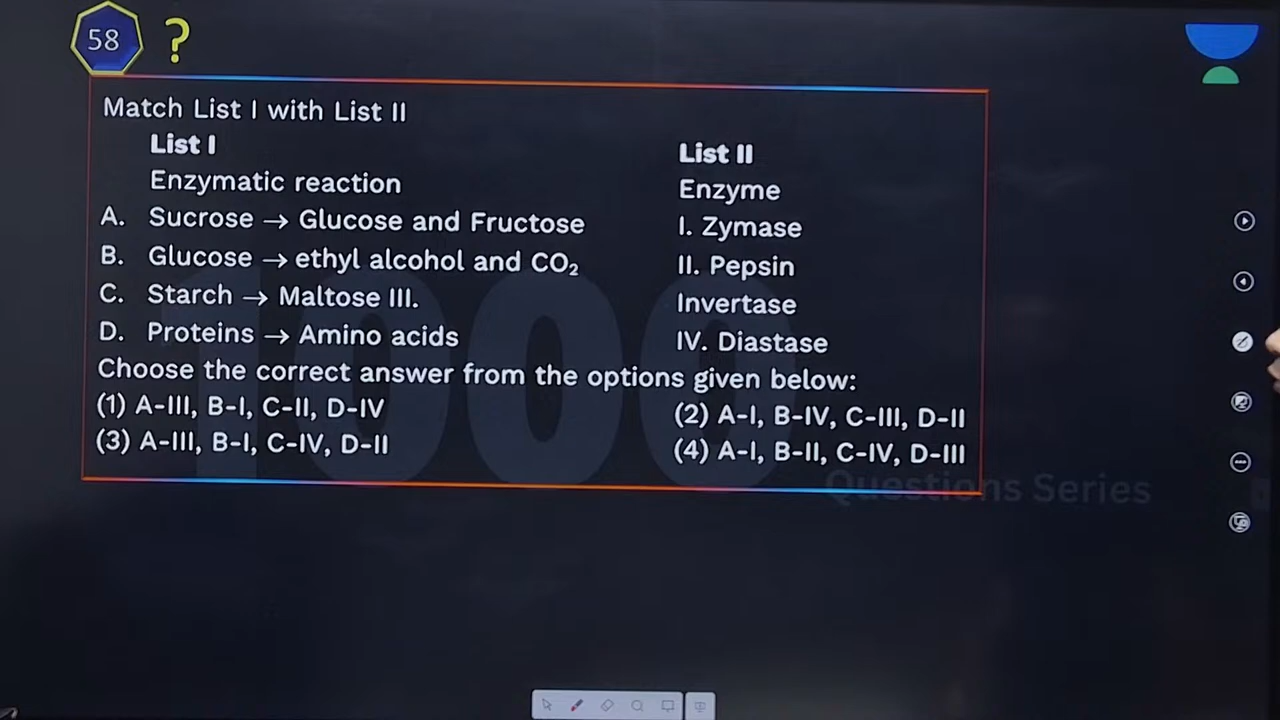 58 ?
Match List I with List II
List I List II
Enzymatic reaction Enzyme
A. Sucrose → Glucose and Fructose I. Zymase
B. Glucose → ethyl alcohol and CO₂ II. Pepsin
C. Starch → Maltose III. Invertase
D. Proteins → Amino acids IV. Diastase
Choose the correct answer from the options given below:
(1) A-III, B-I, C-II, D-IV (2) A-I, B-IV, C-III, D-II
(3) A-III, B-I, C-IV, D-II (4) A-I, B-II, C-IV, D-III
1000
Questions Series